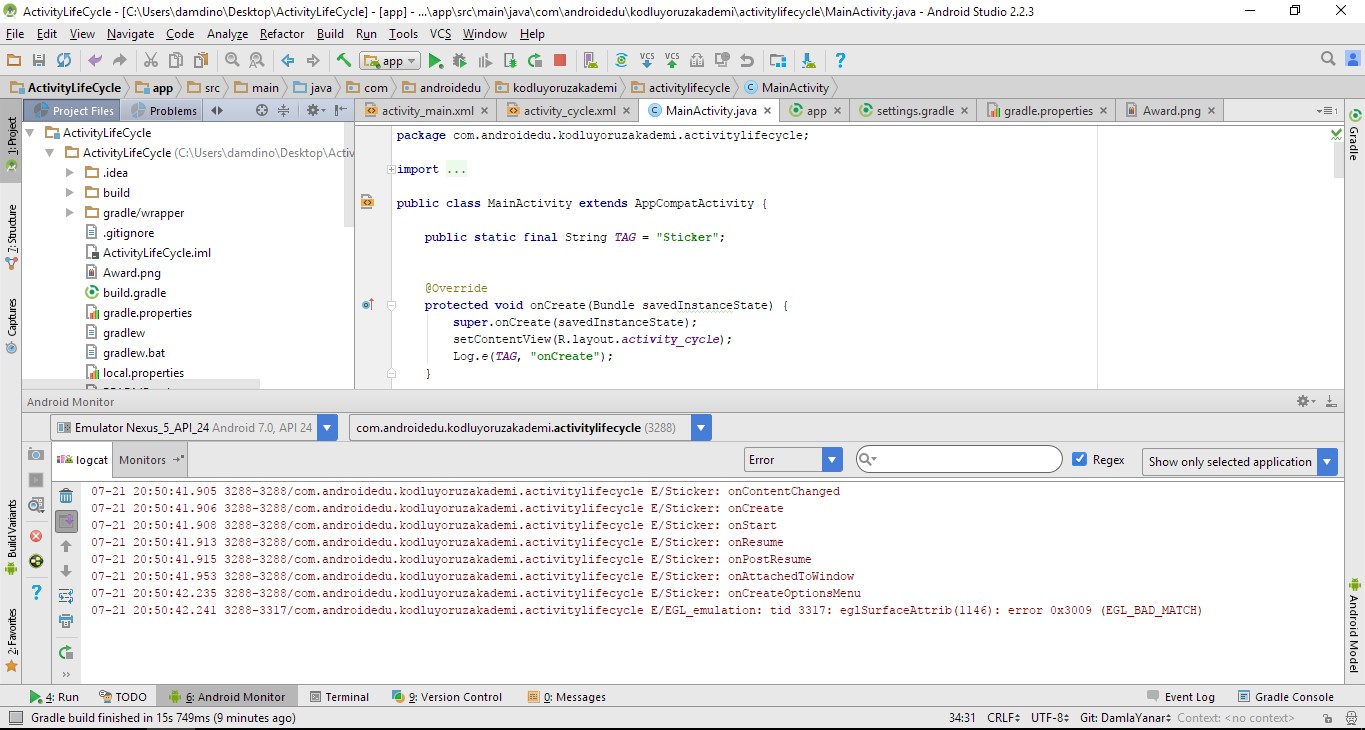 ActivityLifeCycle - [C:\Users\damdino\Desktop\ActivityLifeCycle] - [app] - ...\app\src\main\java\com\androidedu\kodluyoruzakademi\activitylifecycle\MainActivity.java - Android Studio 2.2.3
File Edit View Navigate Code Analyze Refactor Build Run Tools VCS Window Help
app VCS VCS ?
ActivityLifeCycle app src main java com androidedu kodluyoruzakademi activitylifecycle MainActivity
Project Files Problems activity_main.xml activity_cycle.xml MainActivity.java app settings.gradle gradle.properties Award.png
1: Project
7: Structure
Captures
Build Variants
2: Favorites
ActivityLifeCycle
ActivityLifeCycle (C:\Users\damdino\Desktop\Activ
.idea
build
gradle/wrapper
.gitignore
ActivityLifeCycle.iml
Award.png
build.gradle
gradle.properties
gradlew
gradlew.bat
local.properties
package com.androidedu.kodluyoruzakademi.activitylifecycle;
import ...
public class MainActivity extends AppCompatActivity {
public static final String TAG = "Sticker";
@Override
protected void onCreate(Bundle savedInstanceState) {
super.onCreate(savedInstanceState);
setContentView(R.layout.activity_cycle);
Log.e(TAG, "onCreate");
}
Gradle
Android Model
Android Monitor
Emulator Nexus_5_API_24 Android 7.0, API 24 com.androidedu.kodluyoruzakademi.activitylifecycle (3288)
logcat Monitors Error Regex Show only selected application
07-21 20:50:41.905 3288-3288/com.androidedu.kodluyoruzakademi.activitylifecycle E/Sticker: onContentChanged
07-21 20:50:41.906 3288-3288/com.androidedu.kodluyoruzakademi.activitylifecycle E/Sticker: onCreate
07-21 20:50:41.908 3288-3288/com.androidedu.kodluyoruzakademi.activitylifecycle E/Sticker: onStart
07-21 20:50:41.913 3288-3288/com.androidedu.kodluyoruzakademi.activitylifecycle E/Sticker: onResume
07-21 20:50:41.915 3288-3288/com.androidedu.kodluyoruzakademi.activitylifecycle E/Sticker: onPostResume
07-21 20:50:41.953 3288-3288/com.androidedu.kodluyoruzakademi.activitylifecycle E/Sticker: onAttachedToWindow
07-21 20:50:42.235 3288-3288/com.androidedu.kodluyoruzakademi.activitylifecycle E/Sticker: onCreateOptionsMenu
07-21 20:50:42.241 3288-3317/com.androidedu.kodluyoruzakademi.activitylifecycle E/EGL_emulation: tid 3317: eglSurfaceAttrib(1146): error 0x3009 (EGL_BAD_MATCH)
4: Run TODO 6: Android Monitor Terminal 9: Version Control 0: Messages Event Log Gradle Console
Gradle build finished in 15s 749ms (9 minutes ago) 34:31 CRLF UTF-8 Git: DamlaYanar Context: <no context>